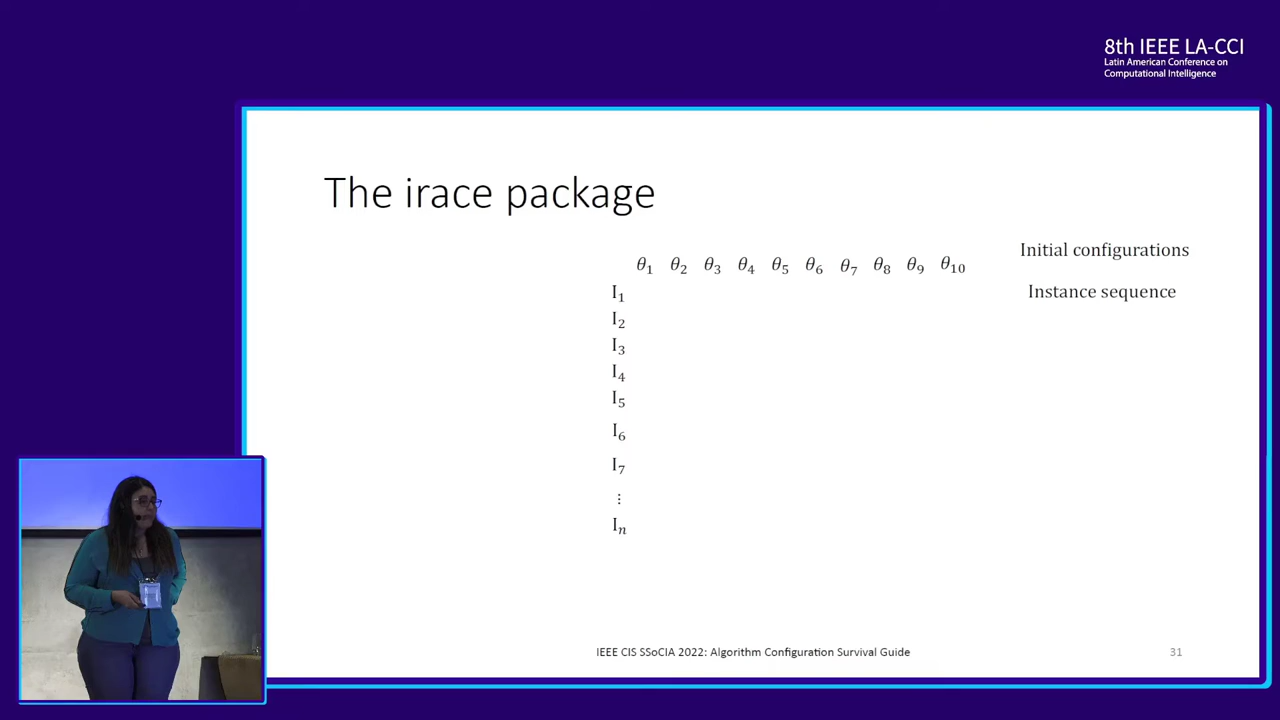 8th IEEE LA-CCI
Latin American Conference on
Computational Intelligence
The irace package
Initial configurations
θ1 θ2 θ3 θ4 θ5 θ6 θ7 θ8 θ9 θ10
I1 Instance sequence
I2
I3
I4
I5
I6
I7
⋮
In
IEEE CIS SSoCIA 2022: Algorithm Configuration Survival Guide 31